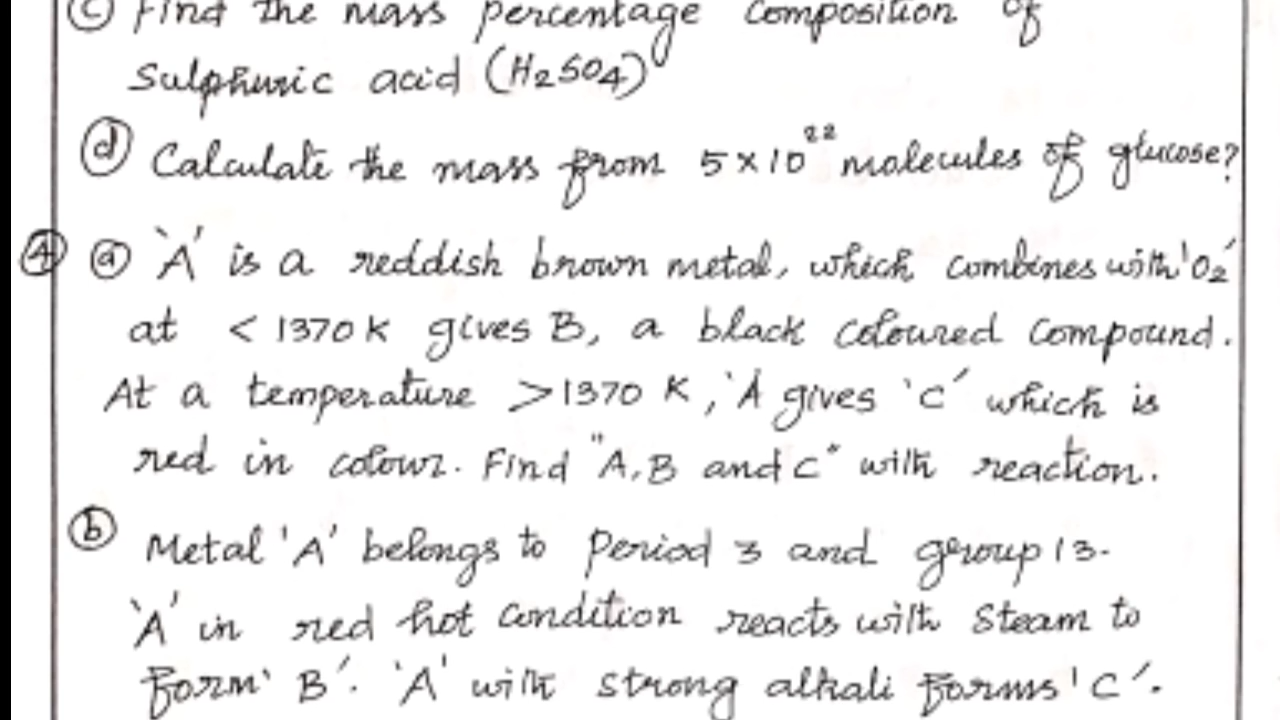 (c) Find the mass percentage composition of
Sulphuric acid (H₂SO₄)
(d) Calculate the mass from 5 × 10²² molecules of glucose?
(4) (a) 'A' is a reddish brown metal, which combines with 'O₂'
at < 1370 K gives B, a black coloured compound.
At a temperature > 1370 K, 'A' gives 'C' which is
red in colour. Find "A, B and C" with reaction.
(b) Metal 'A' belongs to period 3 and group 13.
'A' in red hot condition reacts with steam to
form 'B'. 'A' with strong alkali forms 'C'.